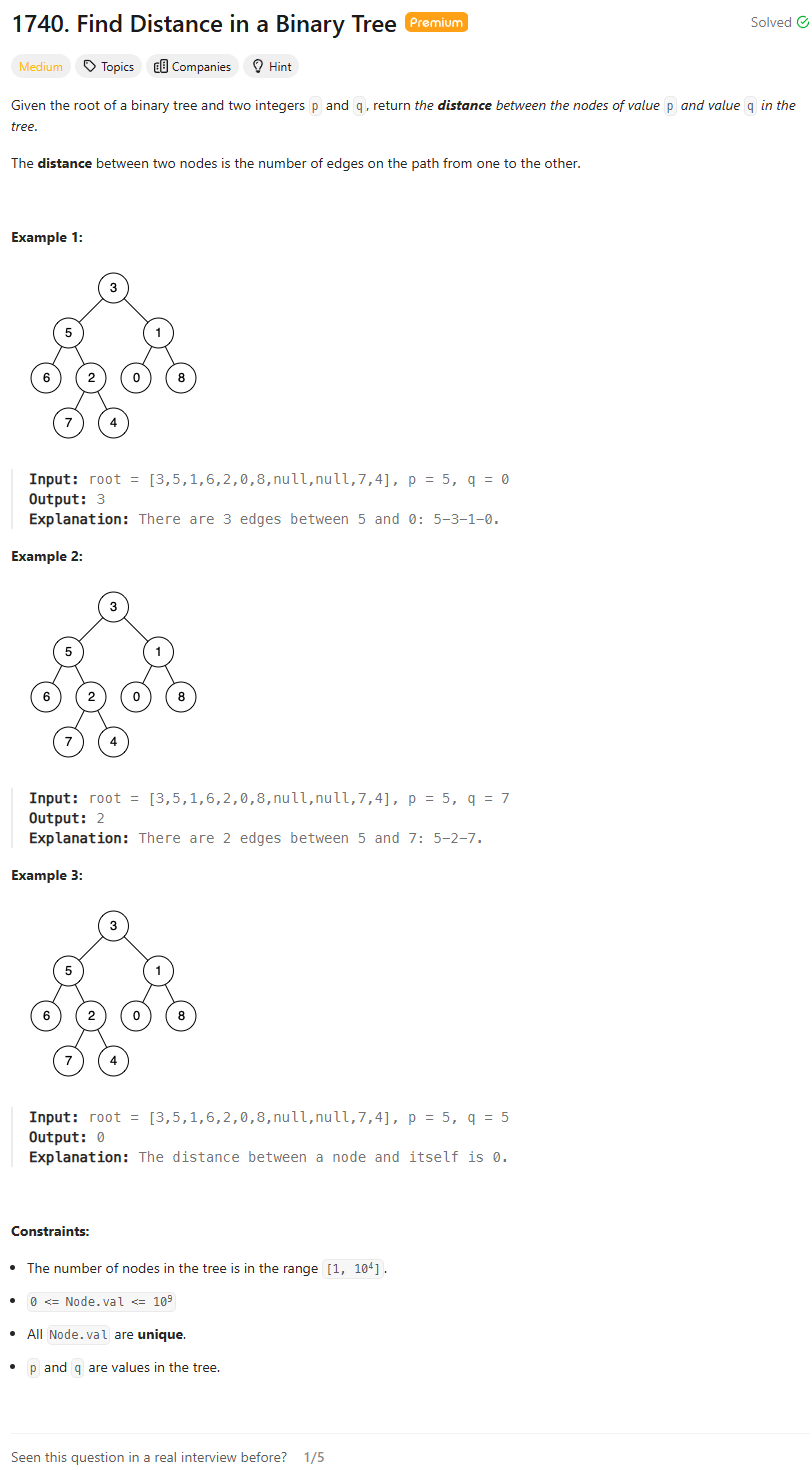 1740. Find Distance in a Binary Tree Premium Solved
Medium Topics Companies Hint
Given the root of a binary tree and two integers p and q, return the distance between the nodes of value p and value q in the
tree.
The distance between two nodes is the number of edges on the path from one to the other.
Example 1:
3
5 1
6 2 0 8
7 4
Input: root = [3,5,1,6,2,0,8,null,null,7,4], p = 5, q = 0
Output: 3
Explanation: There are 3 edges between 5 and 0: 5-3-1-0.
Example 2:
3
5 1
6 2 0 8
7 4
Input: root = [3,5,1,6,2,0,8,null,null,7,4], p = 5, q = 7
Output: 2
Explanation: There are 2 edges between 5 and 7: 5-2-7.
Example 3:
3
5 1
6 2 0 8
7 4
Input: root = [3,5,1,6,2,0,8,null,null,7,4], p = 5, q = 5
Output: 0
Explanation: The distance between a node and itself is 0.
Constraints:
• The number of nodes in the tree is in the range [1, 10⁴].
• 0 <= Node.val <= 10⁹
• All Node.val are unique.
• p and q are values in the tree.
Seen this question in a real interview before? 1/5